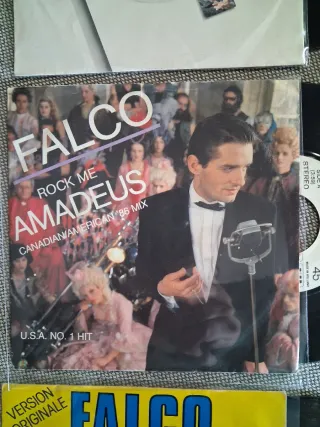 FALCO
ROCK ME
AMADEUS
CANADIAN/AMERICAN '86 MIX
U.S.A. NO. 1 HIT
STEREO
45
VERSION
ORIGINALE
FALCO